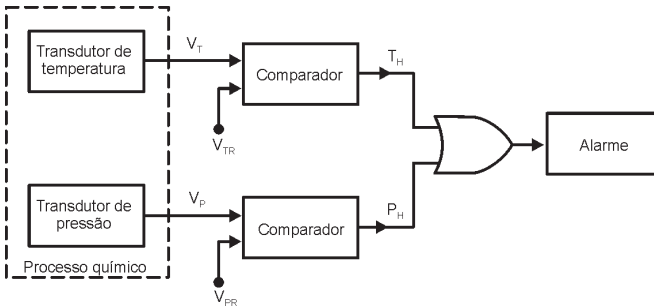 Transdutor de
temperatura
V_T
Comparador
T_H
V_TR
Alarme
Transdutor de
pressão
V_P
Comparador
P_H
V_PR
Processo químico